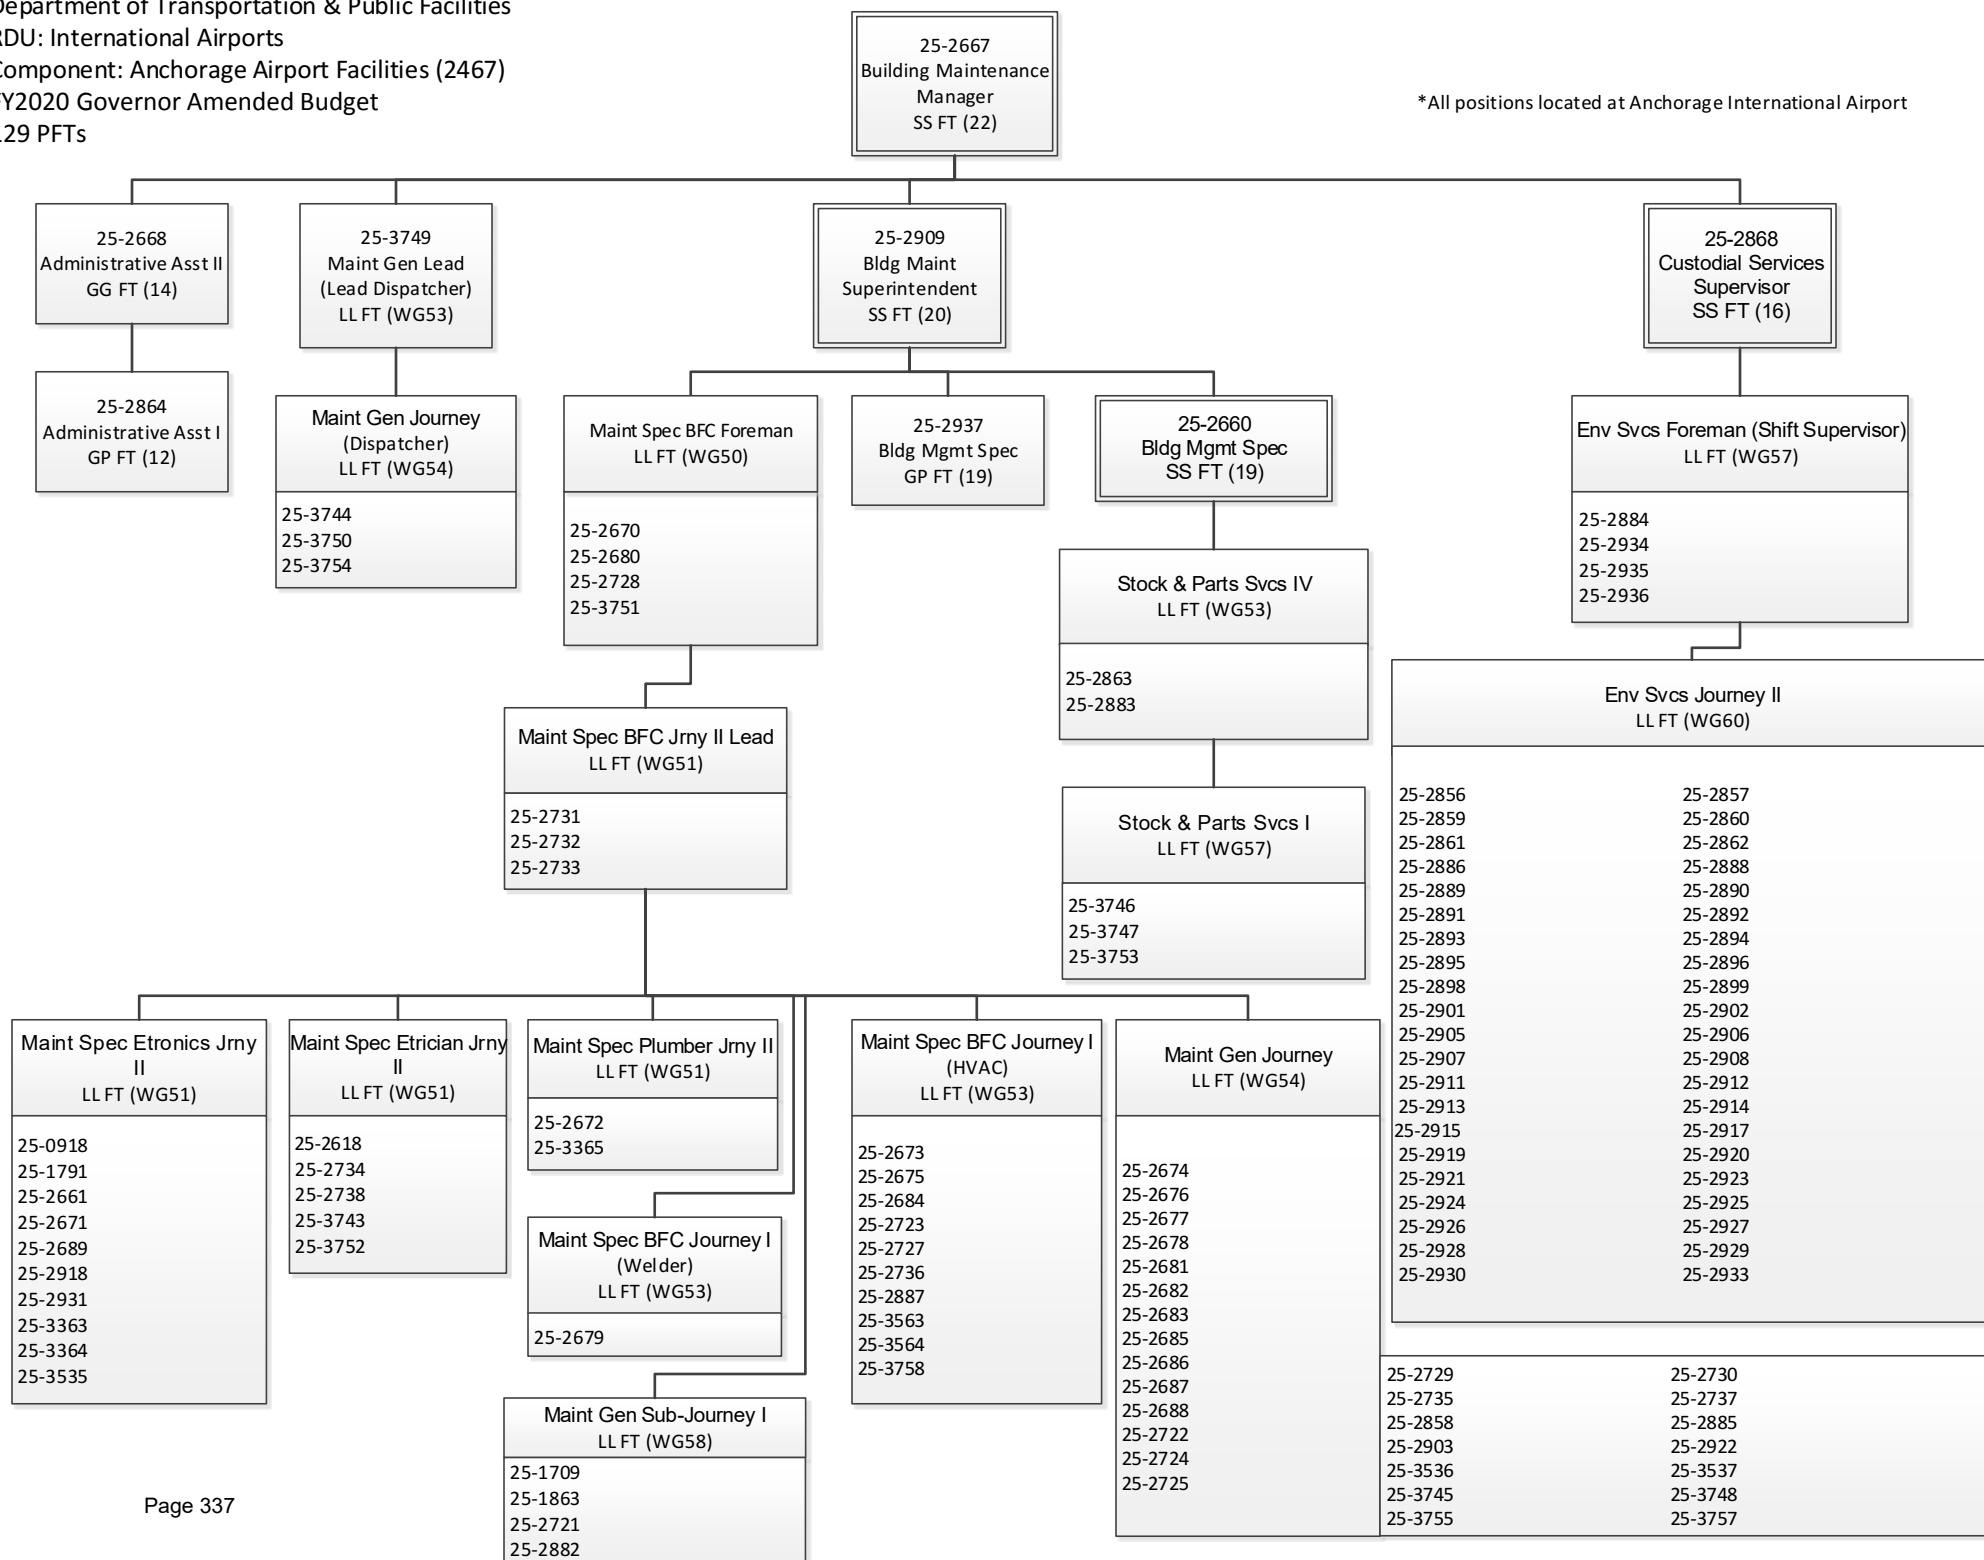 Department of Transportation & Public Facilities
RDU: International Airports
Component: Anchorage Airport Facilities (2467)
FY2020 Governor Amended Budget
129 PFTs
25-2667
Building Maintenance
Manager
SS FT (22)
*All positions located at Anchorage International Airport
25-2668
Administrative Asst II
GG FT (14)
25-3749
Maint Gen Lead
(Lead Dispatcher)
LL FT (WG53)
25-2909
Bldg Maint
Superintendent
SS FT (20)
25-2868
Custodial Services
Supervisor
SS FT (16)
25-2864
Administrative Asst I
GP FT (12)
Maint Gen Journey
(Dispatcher)
LL FT (WG54)
25-3744
25-3750
25-3754
Maint Spec BFC Foreman
LL FT (WG50)
25-2670
25-2680
25-2728
25-3751
25-2937
Bldg Mgmt Spec
GP FT (19)
25-2660
Bldg Mgmt Spec
SS FT (19)
Env Svcs Foreman (Shift Supervisor)
LL FT (WG57)
25-2884
25-2934
25-2935
25-2936
Stock & Parts Svcs IV
LL FT (WG53)
25-2863
25-2883
Maint Spec BFC Jrny II Lead
LL FT (WG51)
25-2731
25-2732
25-2733
Stock & Parts Svcs I
LL FT (WG57)
25-3746
25-3747
25-3753
Env Svcs Journey II
LL FT (WG60)
25-2856 25-2857
25-2859 25-2860
25-2861 25-2862
25-2886 25-2888
25-2889 25-2890
25-2891 25-2892
25-2893 25-2894
25-2895 25-2896
25-2898 25-2899
25-2901 25-2902
25-2905 25-2906
25-2907 25-2908
25-2911 25-2912
25-2913 25-2914
25-2915 25-2917
25-2919 25-2920
25-2921 25-2923
25-2924 25-2925
25-2926 25-2927
25-2928 25-2929
25-2930 25-2933
Maint Spec Etronics Jrny
II
LL FT (WG51)
25-0918
25-1791
25-2661
25-2671
25-2689
25-2918
25-2931
25-3363
25-3364
25-3535
Maint Spec Etrician Jrny
II
LL FT (WG51)
25-2618
25-2734
25-2738
25-3743
25-3752
Maint Spec Plumber Jrny II
LL FT (WG51)
25-2672
25-3365
Maint Spec BFC Journey I
(Welder)
LL FT (WG53)
25-2679
Maint Gen Sub-Journey I
LL FT (WG58)
25-1709
25-1863
25-2721
25-2882
Maint Spec BFC Journey I
(HVAC)
LL FT (WG53)
25-2673
25-2675
25-2684
25-2723
25-2727
25-2736
25-2887
25-3563
25-3564
25-3758
Maint Gen Journey
LL FT (WG54)
25-2674
25-2676
25-2677
25-2678
25-2681
25-2682
25-2683
25-2685
25-2686
25-2687
25-2688
25-2722
25-2724
25-2725
25-2729 25-2730
25-2735 25-2737
25-2858 25-2885
25-2903 25-2922
25-3536 25-3537
25-3745 25-3748
25-3755 25-3757
Page 337